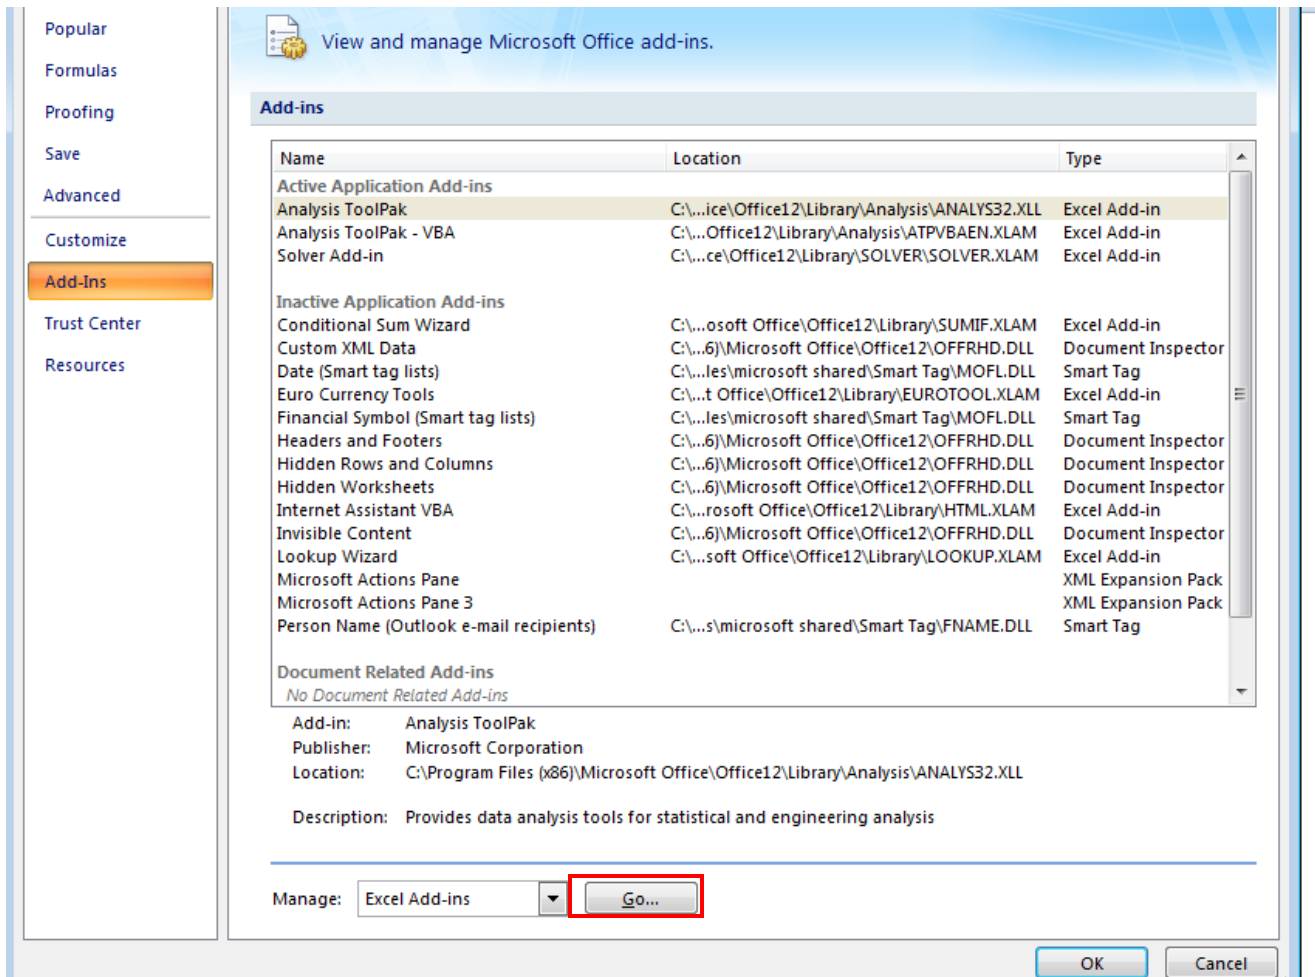 Popular
Formulas
Proofing
Save
Advanced
Customize
Add-Ins
Trust Center
Resources
View and manage Microsoft Office add-ins.
Add-ins
Name Location Type
Active Application Add-ins
Analysis ToolPak C:\...ice\Office12\Library\Analysis\ANALYS32.XLL Excel Add-in
Analysis ToolPak - VBA C:\...Office12\Library\Analysis\ATPVBAEN.XLAM Excel Add-in
Solver Add-in C:\...ce\Office12\Library\SOLVER\SOLVER.XLAM Excel Add-in
Inactive Application Add-ins
Conditional Sum Wizard C:\...osoft Office\Office12\Library\SUMIF.XLAM Excel Add-in
Custom XML Data C:\...6)\Microsoft Office\Office12\OFFRHD.DLL Document Inspector
Date (Smart tag lists) C:\...les\microsoft shared\Smart Tag\MOFL.DLL Smart Tag
Euro Currency Tools C:\...t Office\Office12\Library\EUROTOOL.XLAM Excel Add-in
Financial Symbol (Smart tag lists) C:\...les\microsoft shared\Smart Tag\MOFL.DLL Smart Tag
Headers and Footers C:\...6)\Microsoft Office\Office12\OFFRHD.DLL Document Inspector
Hidden Rows and Columns C:\...6)\Microsoft Office\Office12\OFFRHD.DLL Document Inspector
Hidden Worksheets C:\...6)\Microsoft Office\Office12\OFFRHD.DLL Document Inspector
Internet Assistant VBA C:\...rosoft Office\Office12\Library\HTML.XLAM Excel Add-in
Invisible Content C:\...6)\Microsoft Office\Office12\OFFRHD.DLL Document Inspector
Lookup Wizard C:\...soft Office\Office12\Library\LOOKUP.XLAM Excel Add-in
Microsoft Actions Pane XML Expansion Pack
Microsoft Actions Pane 3 XML Expansion Pack
Person Name (Outlook e-mail recipients) C:\...s\microsoft shared\Smart Tag\FNAME.DLL Smart Tag
Document Related Add-ins
No Document Related Add-ins
Add-in: Analysis ToolPak
Publisher: Microsoft Corporation
Location: C:\Program Files (x86)\Microsoft Office\Office12\Library\Analysis\ANALYS32.XLL
Description: Provides data analysis tools for statistical and engineering analysis
Manage: Excel Add-ins Go...
OK Cancel